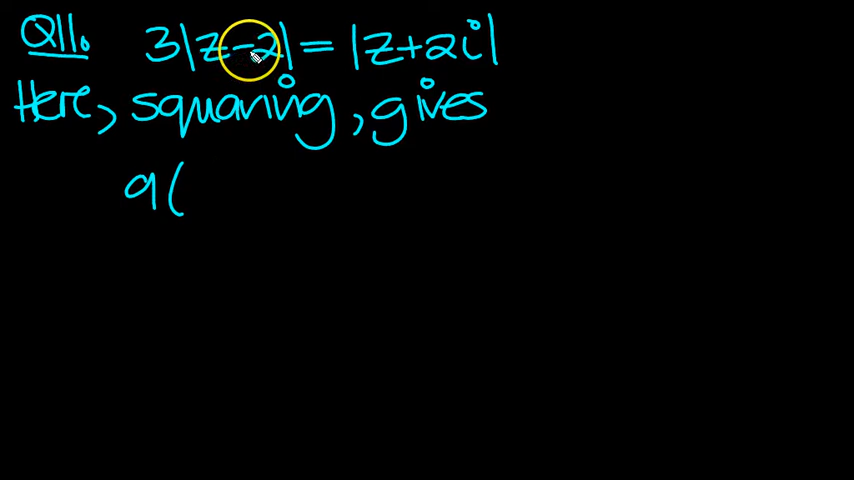 Q11. 3|z-2| = |z+2i|
Here, squaring, gives
9(